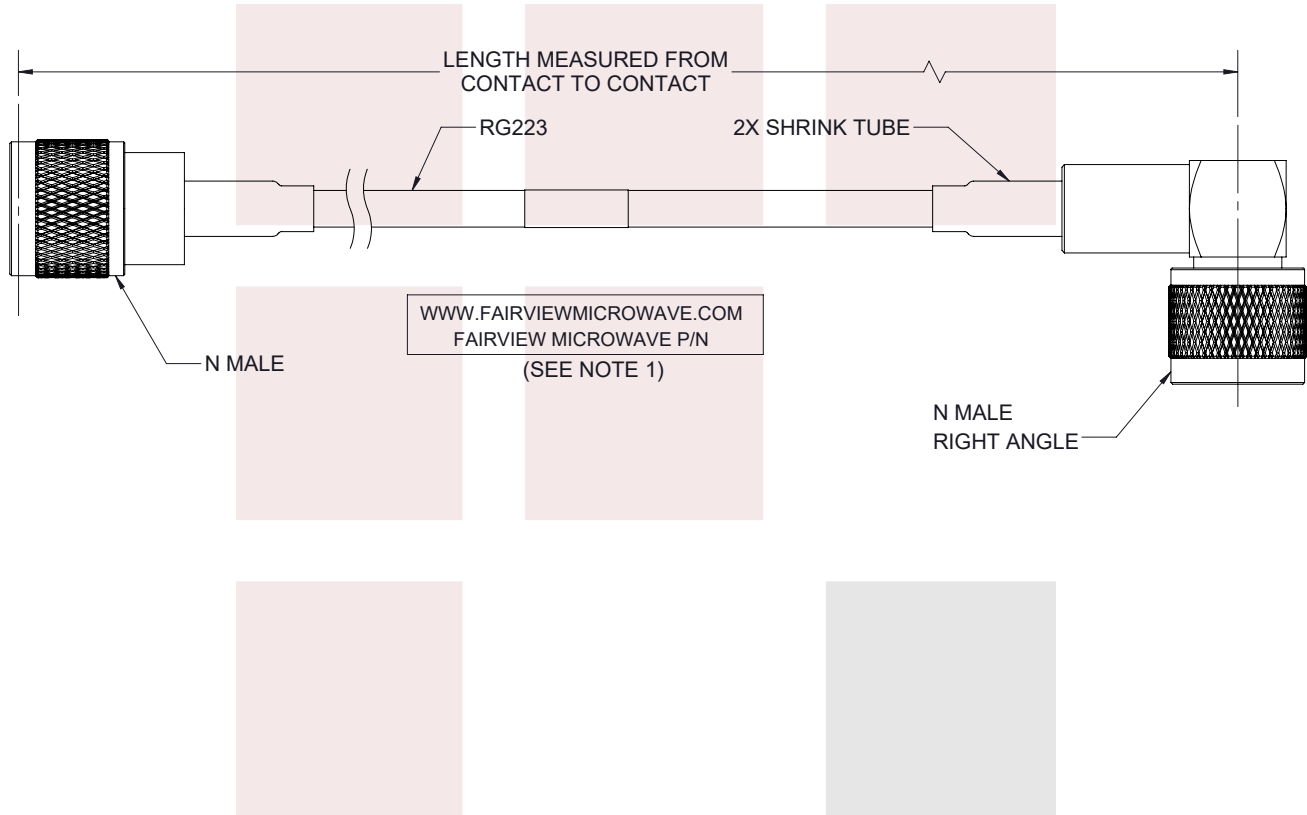 LENGTH MEASURED FROM
CONTACT TO CONTACT
RG223
2X SHRINK TUBE
WWW.FAIRVIEWMICROWAVE.COM
FAIRVIEW MICROWAVE P/N
(SEE NOTE 1)
N MALE
N MALE
RIGHT ANGLE